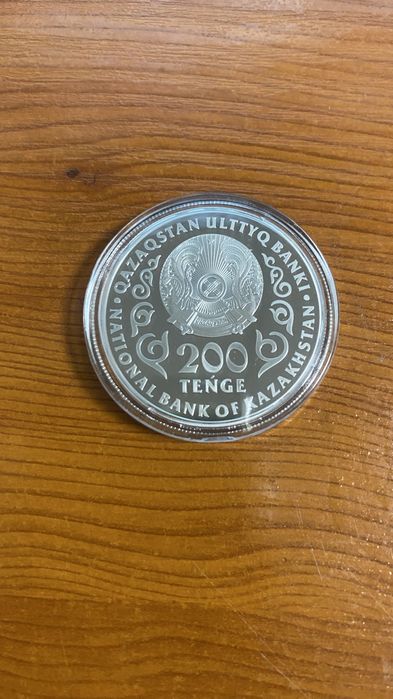 QAZAQSTAN ULTTYQ BANKI
200
TEŃGE
NATIONAL BANK OF KAZAKHSTAN